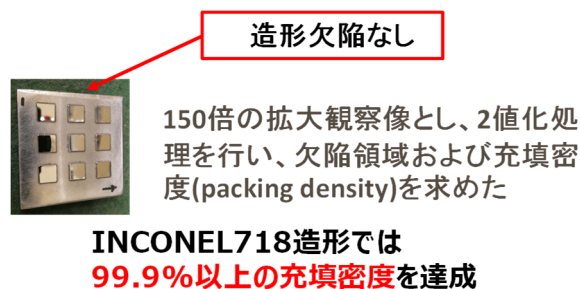 造形欠陥なし
150倍の拡大観察像とし、2値化処
理を行い、欠陥領域および充填密
度(packing density)を求めた
INCONEL718造形では
99.9%以上の充填密度を達成